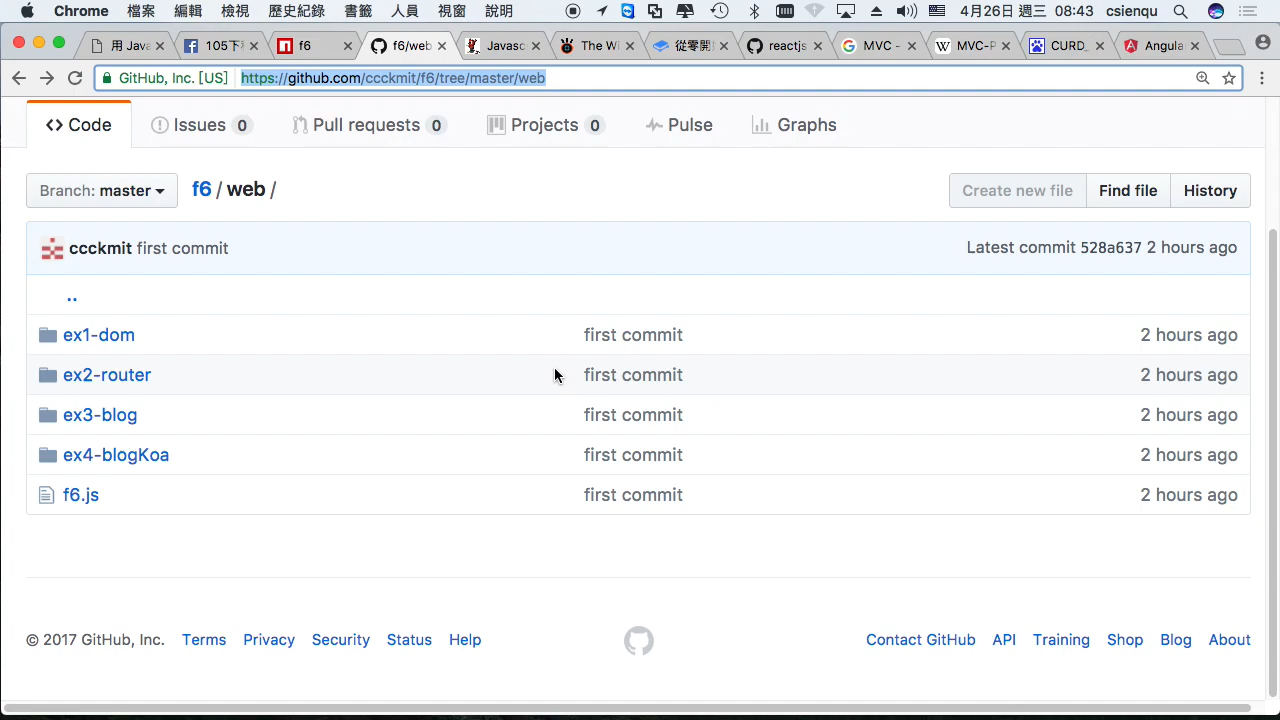 Chrome 檔案 編輯 檢視 歷史紀錄 書籤 人員 視窗 說明 4月26日 週三 08:43 csienqu
用 Java 105下 f6 f6/web Javasc The Wi 從零開 reactj MVC - MVC-P CURD_ Angula
GitHub, Inc. [US] https://github.com/ccckmit/f6/tree/master/web
Code Issues 0 Pull requests 0 Projects 0 Pulse Graphs
Branch: master f6 / web / Create new file Find file History
ccckmit first commit Latest commit 528a637 2 hours ago
..
ex1-dom first commit 2 hours ago
ex2-router first commit 2 hours ago
ex3-blog first commit 2 hours ago
ex4-blogKoa first commit 2 hours ago
f6.js first commit 2 hours ago
© 2017 GitHub, Inc. Terms Privacy Security Status Help Contact GitHub API Training Shop Blog About